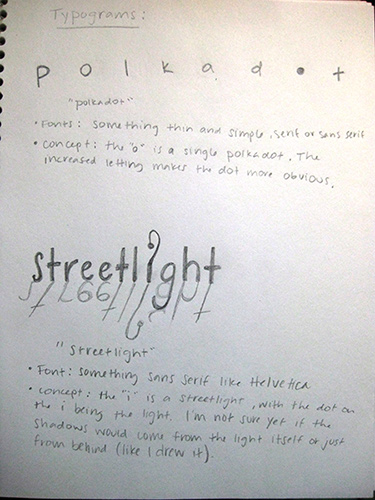 Typograms:
p o l k a d • t
"polkadot"
• Fonts: something thin and simple, serif or sans serif
• Concept: the "o" is a single polkadot. The
increased letting makes the dot more obvious.
streetlight
"streetlight"
• Font: something sans serif like Helvetica
• concept: the "i" is a streetlight, with the dot on
the i being the light. I'm not sure yet if the
shadows would come from the light itself or just
from behind (like I drew it).